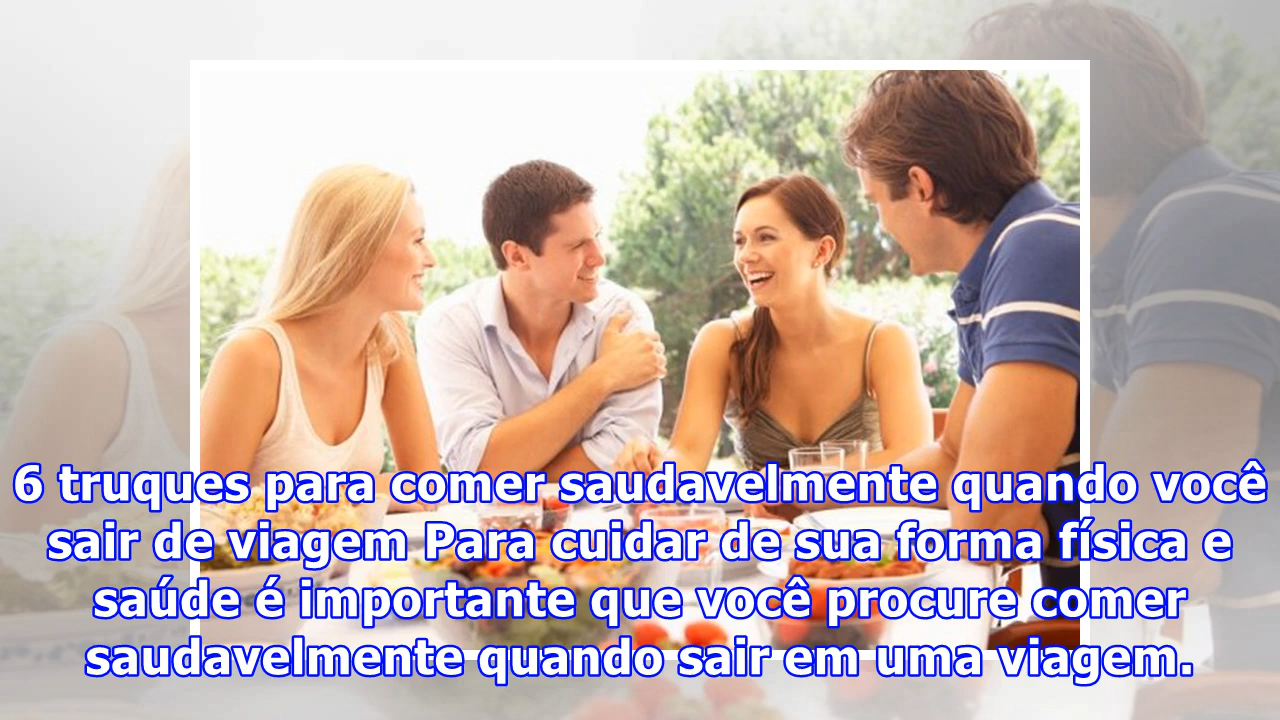 6 truques para comer saudavelmente quando você
sair de viagem Para cuidar de sua forma física e
saúde é importante que você procure comer
saudavelmente quando sair em uma viagem.